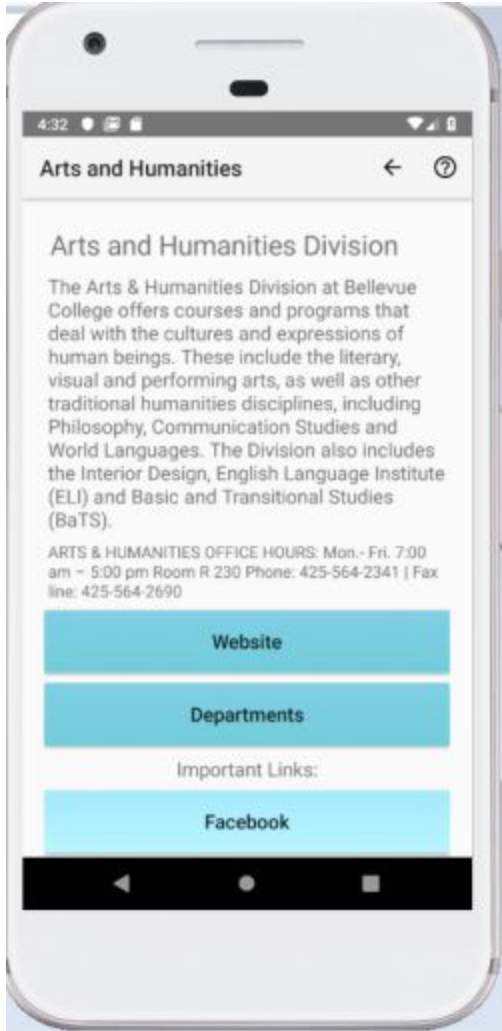 4:32
Arts and Humanities
Arts and Humanities Division
The Arts & Humanities Division at Bellevue
College offers courses and programs that
deal with the cultures and expressions of
human beings. These include the literary,
visual and performing arts, as well as other
traditional humanities disciplines, including
Philosophy, Communication Studies and
World Languages. The Division also includes
the Interior Design, English Language Institute
(ELI) and Basic and Transitional Studies
(BaTS).
ARTS & HUMANITIES OFFICE HOURS: Mon.- Fri. 7:00
am – 5:00 pm Room R 230 Phone: 425-564-2341 | Fax
line: 425-564-2690
Website
Departments
Important Links:
Facebook